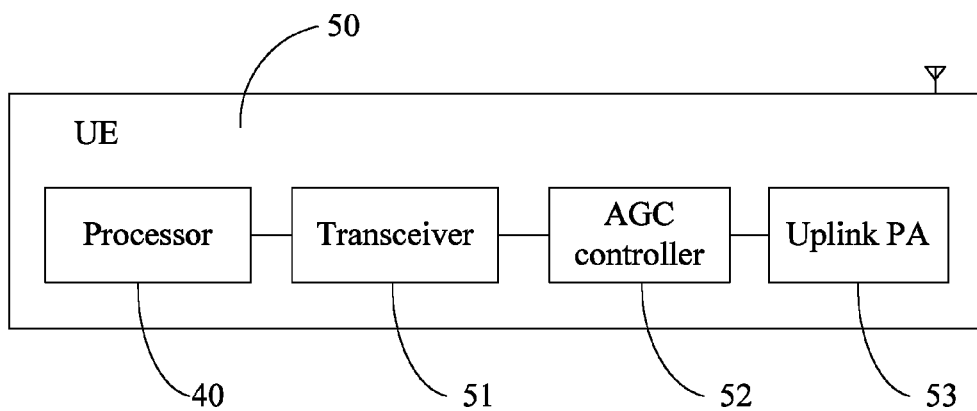 50
UE
Processor
Transceiver
AGC
controller
Uplink PA
40
51
52
53